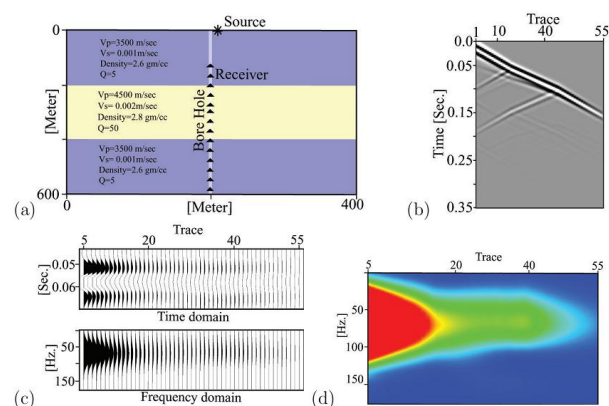 Source
0
Vp=3500 m/sec
Vs= 0.001m/sec
Density=2.6 gm/cc
Q=5
Receiver
Vp=4500 m/sec
Vs= 0.002m/sec
Density=2.8 gm/cc
Q=50
Bore Hole
[Meter]
Vp=3500 m/sec
Vs= 0.001m/sec
Density=2.6 gm/cc
Q=5
600
0
[Meter]
400
(a)
Trace
1 10 40 55
0.0
0.05
0.15
0.25
0.35
Time [Sec.]
(b)
Trace
5 20 40 55
[Sec.]
0.05
0.06
Time domain
[Hz.]
50
150
Frequency domain
(c)
Trace
5 20 40 55
[Hz.]
50
100
150
(d)